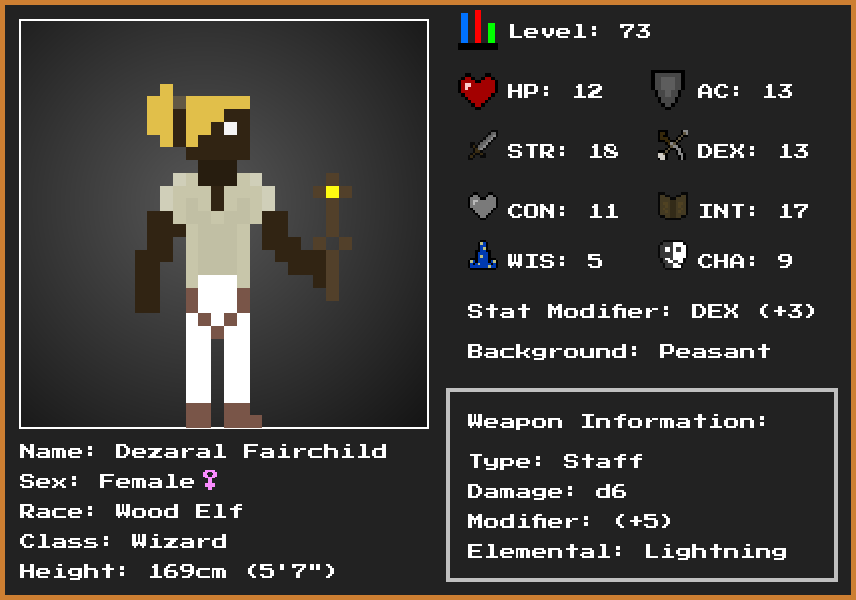 Level: 73
HP: 12
AC: 13
STR: 18
DEX: 13
CON: 11
INT: 17
WIS: 5
CHA: 9
Stat Modifier: DEX (+3)
Background: Peasant
Weapon Information:
Type: Staff
Damage: d6
Modifier: (+5)
Elemental: Lightning
Name: Dezaral Fairchild
Sex: Female♀
Race: Wood Elf
Class: Wizard
Height: 169cm (5'7")